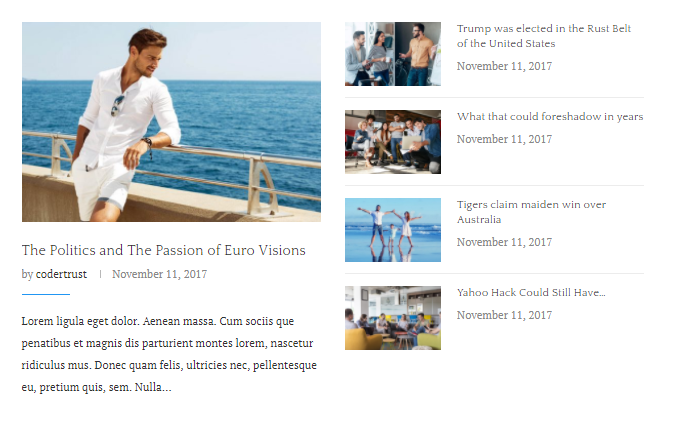 The Politics and The Passion of Euro Visions
by codertrust | November 11, 2017
Lorem ligula eget dolor. Aenean massa. Cum sociis que
penatibus et magnis dis parturient montes lorem, nascetur
ridiculus mus. Donec quam felis, ultricies nec, pellentesque
eu, pretium quis, sem. Nulla...
Trump was elected in the Rust Belt
of the United States
November 11, 2017
What that could foreshadow in years
November 11, 2017
Tigers claim maiden win over
Australia
November 11, 2017
Yahoo Hack Could Still Have...
November 11, 2017